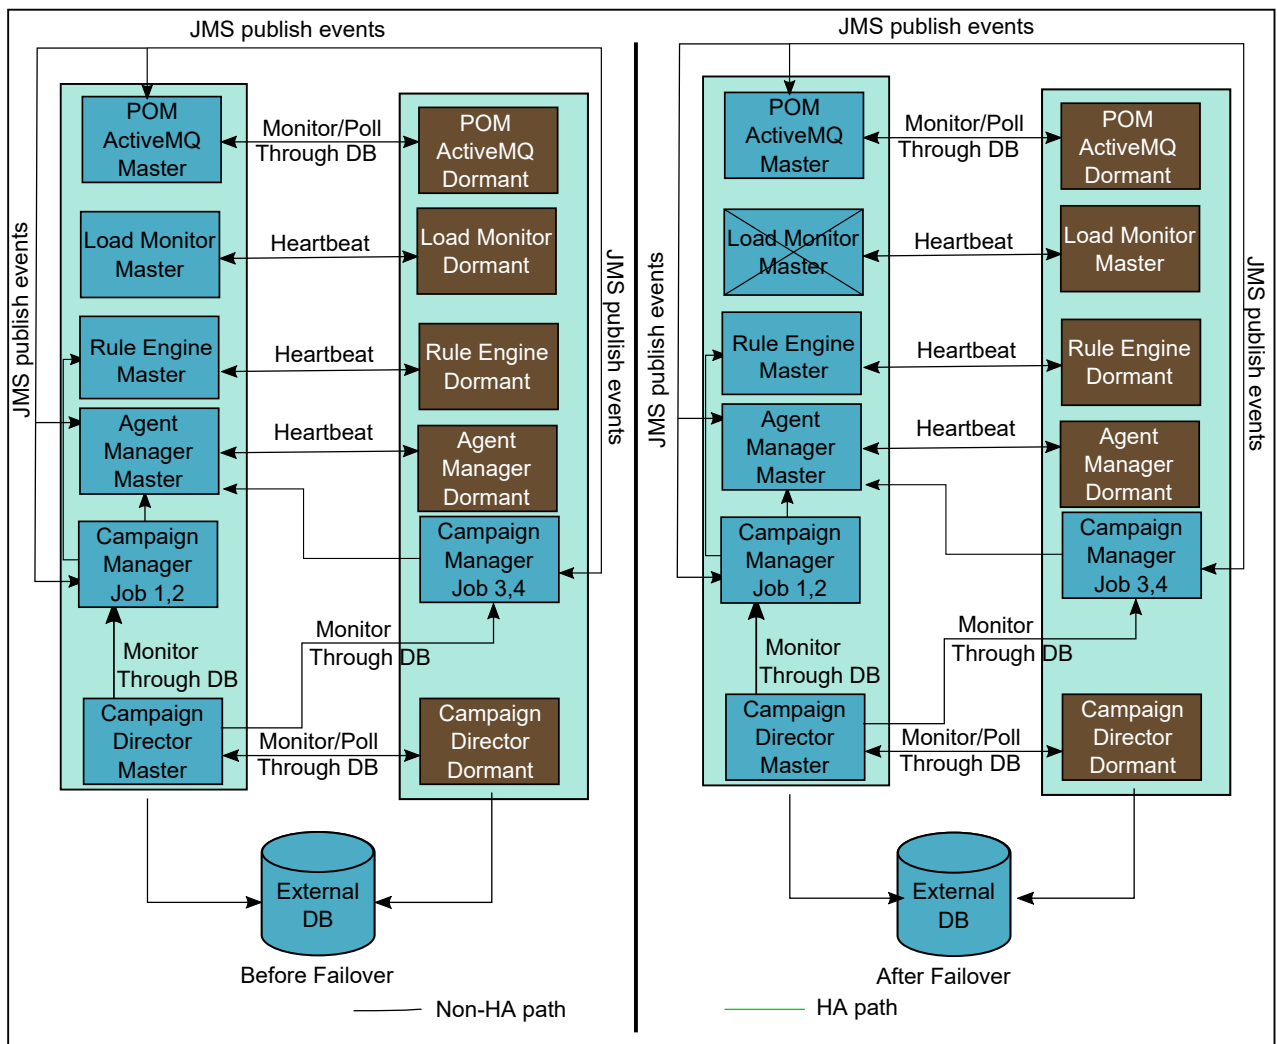 JMS publish events
POM
ActiveMQ
Master
Monitor/Poll
Through DB
POM
ActiveMQ
Dormant
Load Monitor
Master
Heartbeat
Load Monitor
Dormant
JMS publish events
JMS publish events
Rule Engine
Master
Heartbeat
Rule Engine
Dormant
Agent
Manager
Master
Heartbeat
Agent
Manager
Dormant
Campaign
Manager
Job 1,2
Campaign
Manager
Job 3,4
Monitor
Through DB
Monitor
Through DB
Campaign
Director
Master
Monitor/Poll
Through DB
Campaign
Director
Dormant
External
DB
Before Failover
Non-HA path
JMS publish events
POM
ActiveMQ
Master
Monitor/Poll
Through DB
POM
ActiveMQ
Dormant
Load Monitor
Master
Heartbeat
Load Monitor
Master
JMS publish events
JMS publish events
Rule Engine
Master
Heartbeat
Rule Engine
Dormant
Agent
Manager
Master
Heartbeat
Agent
Manager
Dormant
Campaign
Manager
Job 1,2
Campaign
Manager
Job 3,4
Monitor
Through DB
Monitor
Through DB
Campaign
Director
Master
Monitor/Poll
Through DB
Campaign
Director
Dormant
External
DB
After Failover
HA path